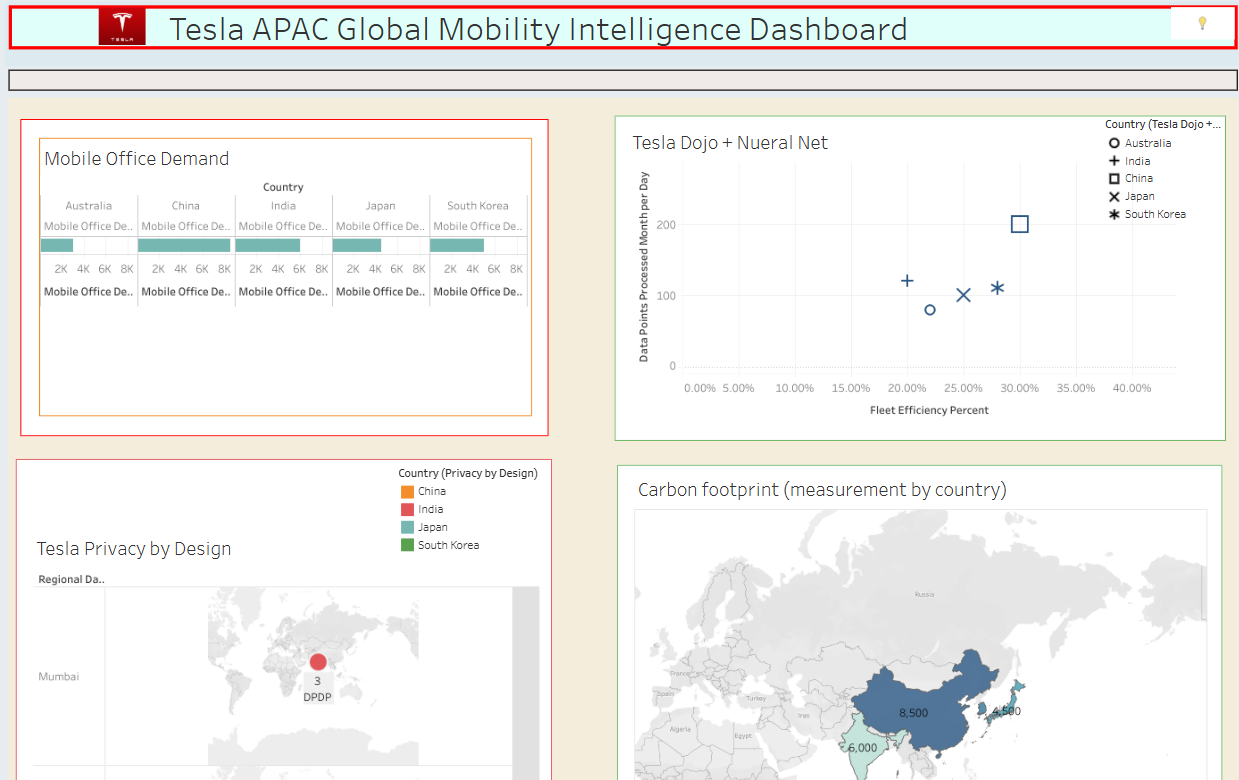 TESLA
Tesla APAC Global Mobility Intelligence Dashboard
Mobile Office Demand
Country
Australia China India Japan South Korea
Mobile Office De.. Mobile Office De.. Mobile Office De.. Mobile Office De.. Mobile Office De..
2K 4K 6K 8K 2K 4K 6K 8K 2K 4K 6K 8K 2K 4K 6K 8K 2K 4K 6K 8K
Mobile Office De.. Mobile Office De.. Mobile Office De.. Mobile Office De.. Mobile Office De..
Tesla Dojo + Nueral Net
Country (Tesla Dojo +...
Australia
India
China
Japan
South Korea
Data Points Processed Month per Day
200
100
0
0.00% 5.00% 10.00% 15.00% 20.00% 25.00% 30.00% 35.00% 40.00%
Fleet Efficiency Percent
Country (Privacy by Design)
China
India
Japan
South Korea
Tesla Privacy by Design
Regional Da..
Mumbai
3
DPDP
Carbon footprint (measurement by country)
Russia
France
Spain
Turkey
Iran
Algeria
Egypt
8,500
4,500
6,000